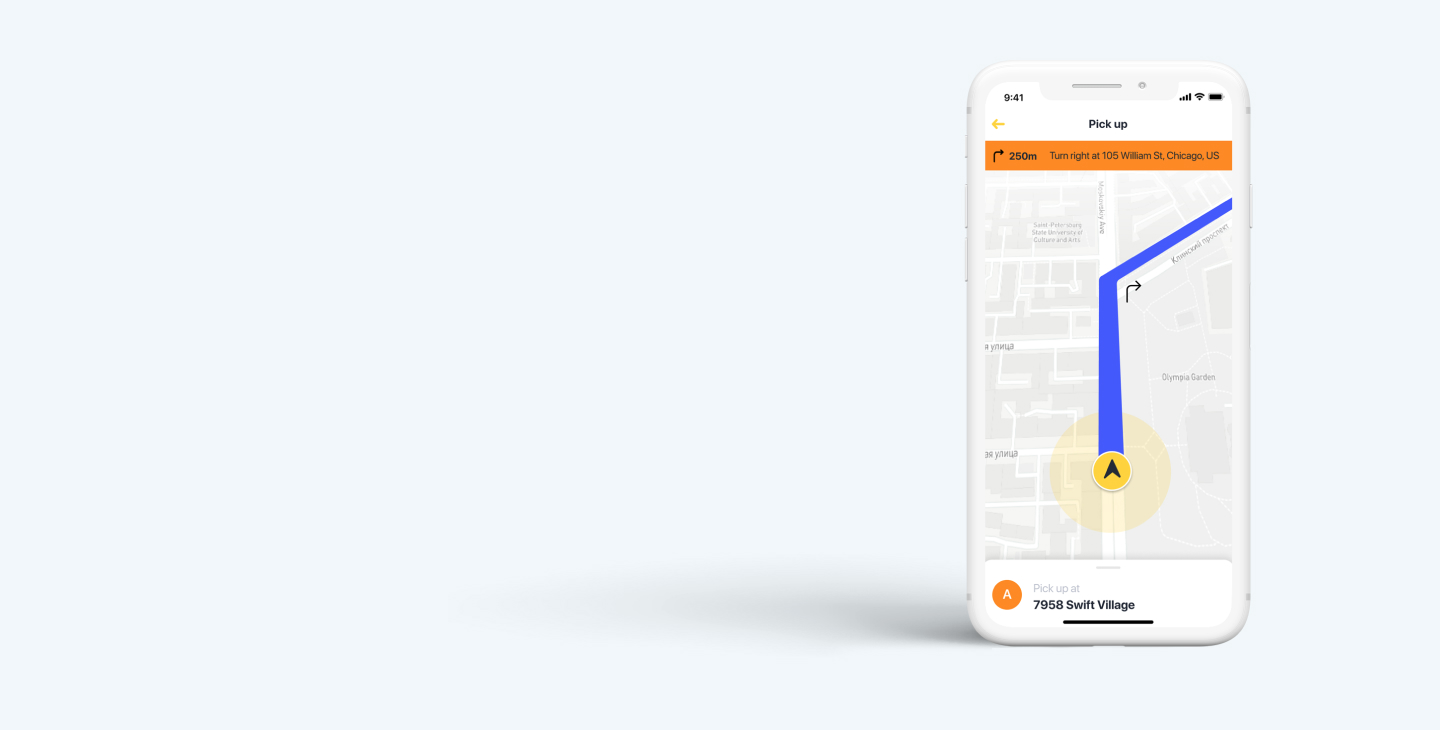 9:41
Pick up
250m Turn right at 105 William St, Chicago, US
Moskovskiy Ave
Saint-Petersburg
State University of
Culture and Arts
Клинский проспект
я улица
Olympia Garden
ая улица
A
Pick up at
7958 Swift Village